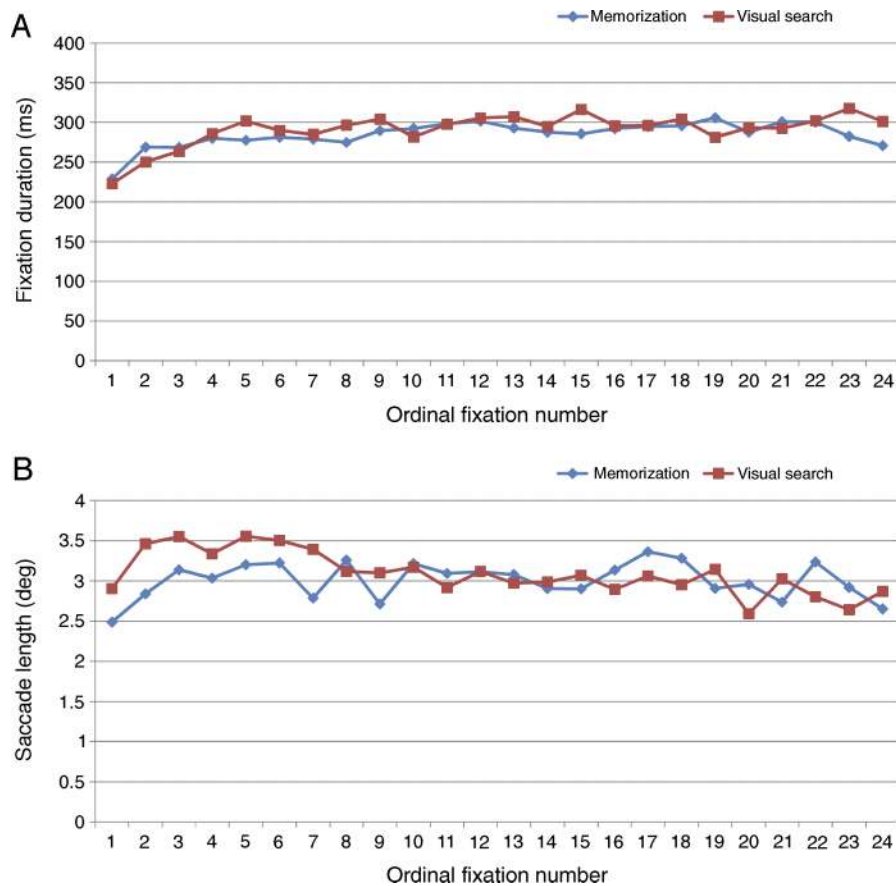 A
Memorization Visual search
Fixation duration (ms)
400
350
300
250
200
150
100
50
0
1 2 3 4 5 6 7 8 9 10 11 12 13 14 15 16 17 18 19 20 21 22 23 24
Ordinal fixation number
B
Memorization Visual search
Saccade length (deg)
4
3.5
3
2.5
2
1.5
1
0.5
0
1 2 3 4 5 6 7 8 9 10 11 12 13 14 15 16 17 18 19 20 21 22 23 24
Ordinal fixation number